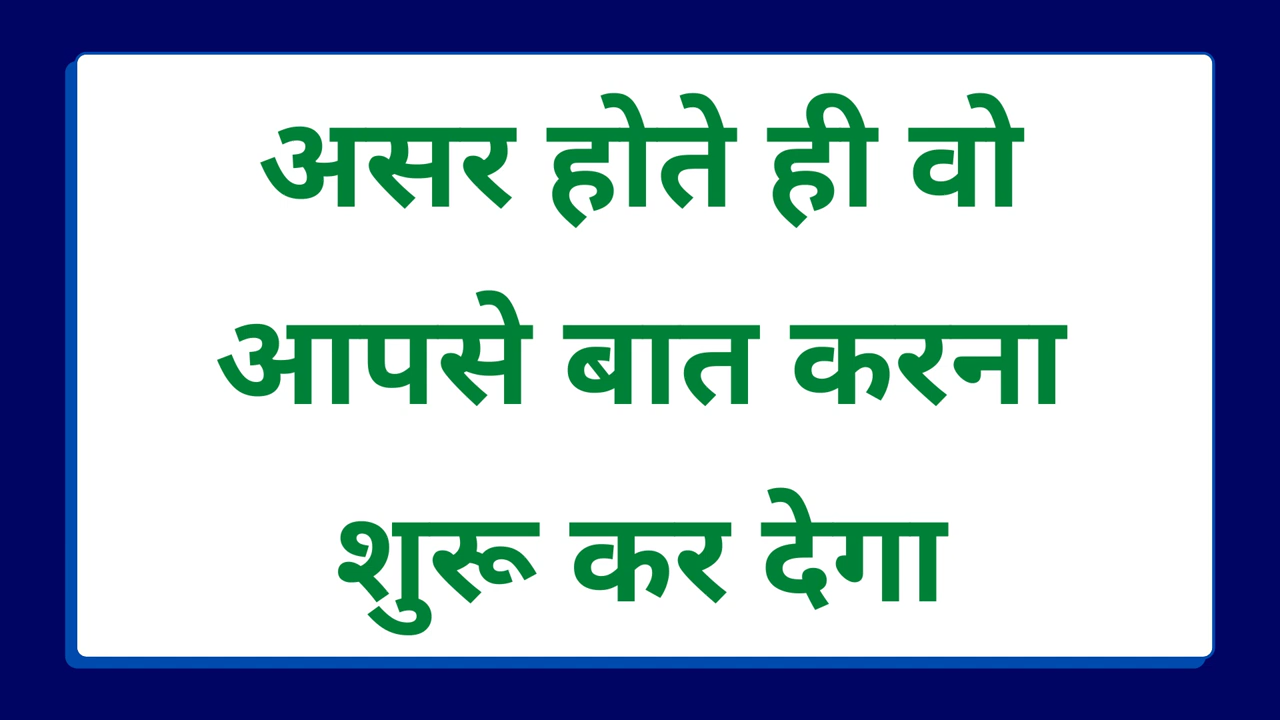 असर होते ही वो
आपसे बात करना
शुरू कर देगा